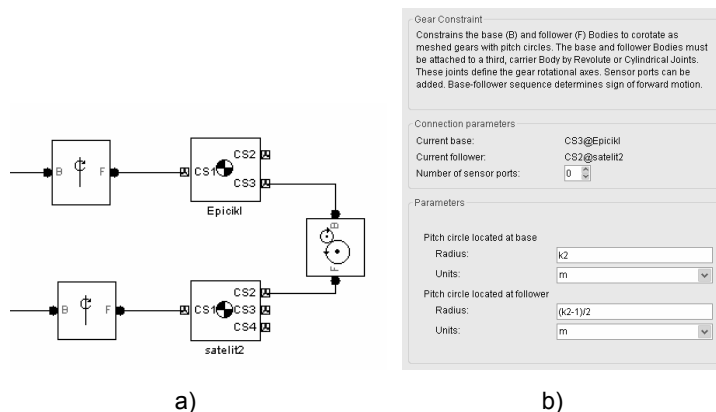 B F
CS1
CS2
CS3
Epicikl
B
F
B F
CS1
CS2
CS3
CS4
satelit2
a)
Gear Constraint
Constrains the base (B) and follower (F) Bodies to corotate as
meshed gears with pitch circles. The base and follower Bodies must
be attached to a third, carrier Body by Revolute or Cylindrical Joints.
These joints define the gear rotational axes. Sensor ports can be
added. Base-follower sequence determines sign of forward motion.
Connection parameters
Current base: CS3@Epicikl
Current follower: CS2@satelit2
Number of sensor ports: 0
Parameters
Pitch circle located at base
Radius: k2
Units: m
Pitch circle located at follower
Radius: (k2-1)/2
Units: m
b)